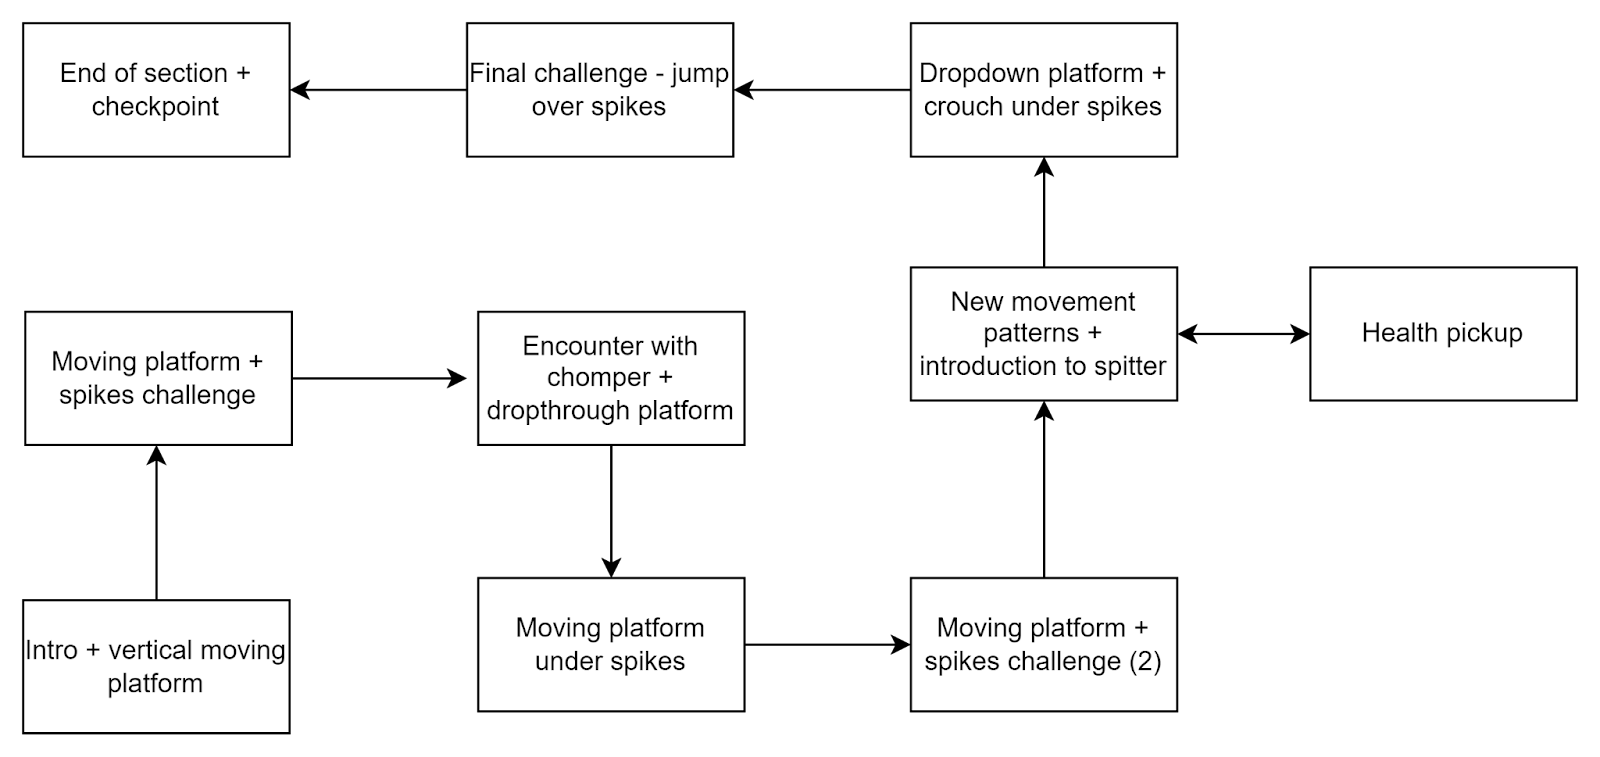 End of section +
checkpoint
Final challenge - jump
over spikes
Dropdown platform +
crouch under spikes
Moving platform +
spikes challenge
Encounter with
chomper +
dropthrough platform
New movement
patterns +
introduction to spitter
Health pickup
Intro + vertical moving
platform
Moving platform
under spikes
Moving platform +
spikes challenge (2)